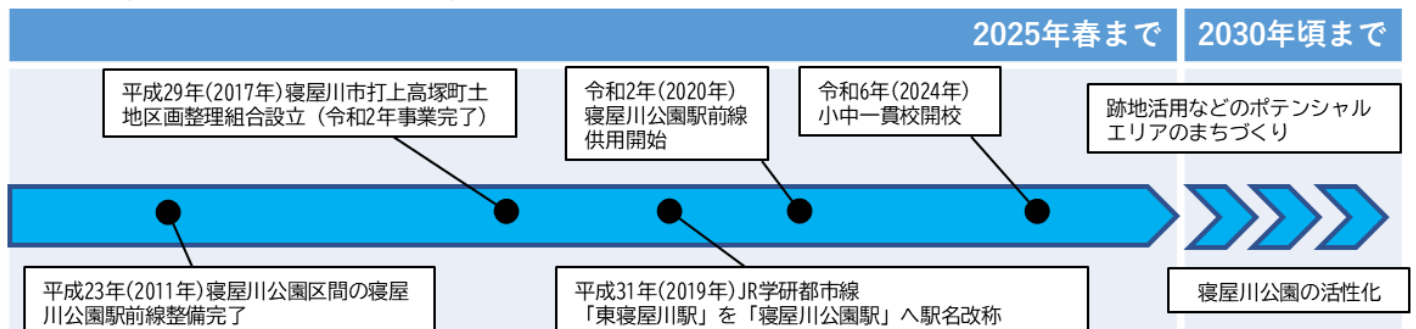 2025年春まで
2030年頃まで
平成29年(2017年)寝屋川市打上高塚町土
地区画整理組合設立（令和2年事業完了）
令和2年(2020年)
寝屋川公園駅前線
供用開始
令和6年(2024年)
小中一貫校開校
跡地活用などのポテンシャル
エリアのまちづくり
平成23年(2011年)寝屋川公園区間の寝屋
川公園駅前線整備完了
平成31年(2019年)JR学研都市線
「東寝屋川駅」を「寝屋川公園駅」へ駅名改称
寝屋川公園の活性化